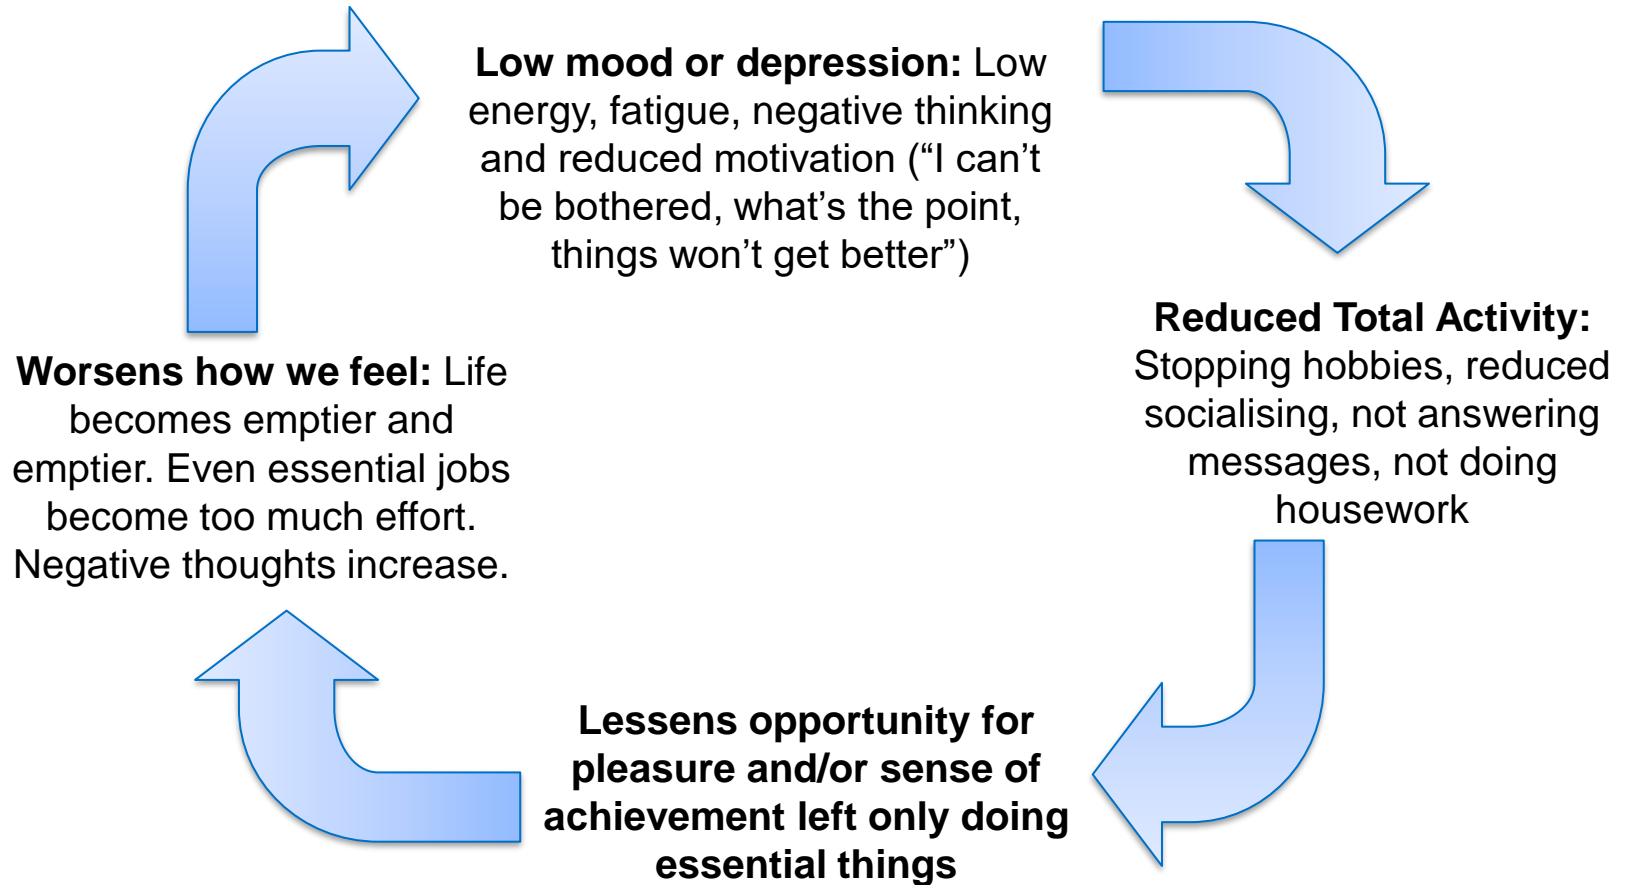 Low mood or depression: Low
energy, fatigue, negative thinking
and reduced motivation (“I can’t
be bothered, what’s the point,
things won’t get better”)
Reduced Total Activity:
Stopping hobbies, reduced
socialising, not answering
messages, not doing
housework
Lessens opportunity for
pleasure and/or sense of
achievement left only doing
essential things
Worsens how we feel: Life
becomes emptier and
emptier. Even essential jobs
become too much effort.
Negative thoughts increase.